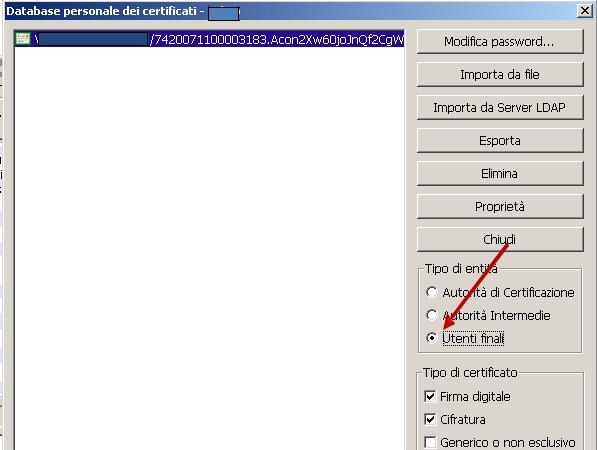 Database personale dei certificati -
\ /7420071100003183.Acon2Xw60joJnQf2CgW
Modifica password...
Importa da file
Importa da Server LDAP
Esporta
Elimina
Proprietà
Chiudi
Tipo di entità
Autorità di Certificazione
Autorità Intermedie
Utenti finali
Tipo di certificato
Firma digitale
Cifratura
Generico o non esclusivo